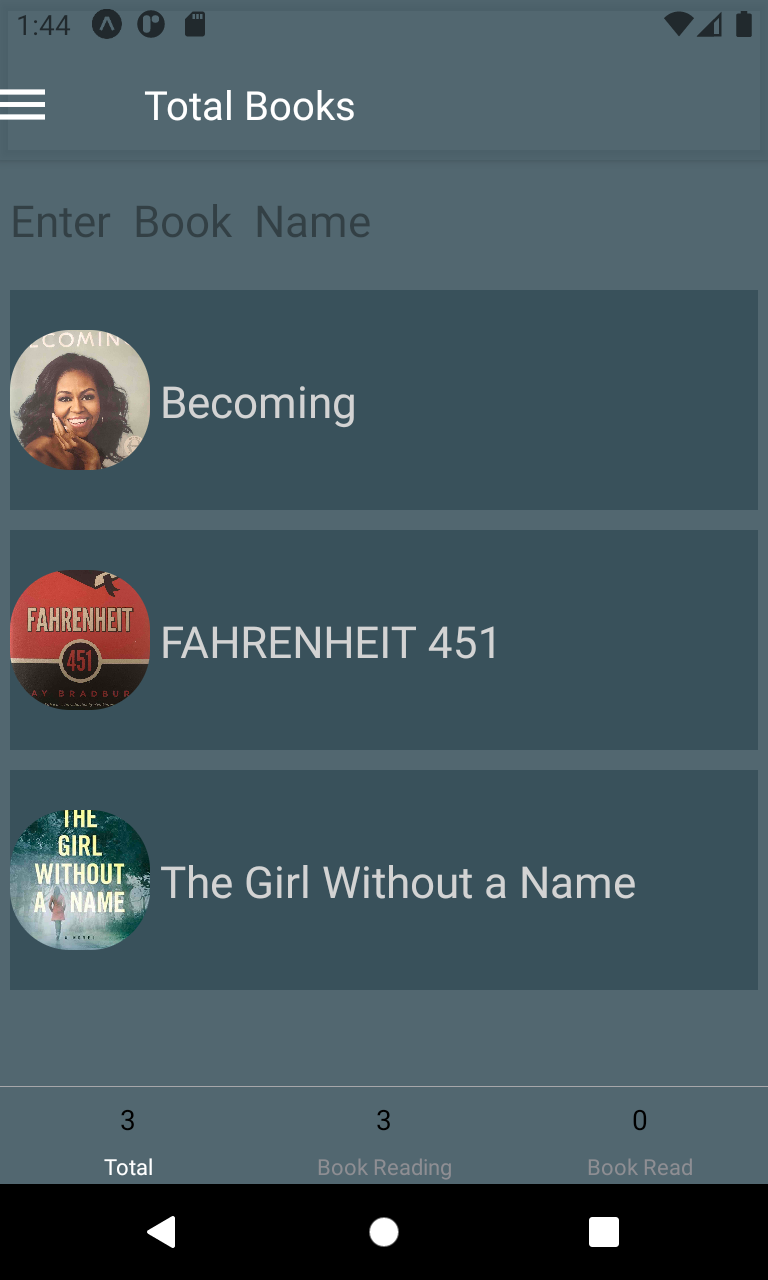 1:44
Total Books
Enter Book Name
ECOMIN
Becoming
FAHRENHEIT
451
AY BRADBUR
FAHRENHEIT 451
THE
GIRL
WITHOUT
A NAME
A NOVEL
The Girl Without a Name
3 3 0
Total Book Reading Book Read